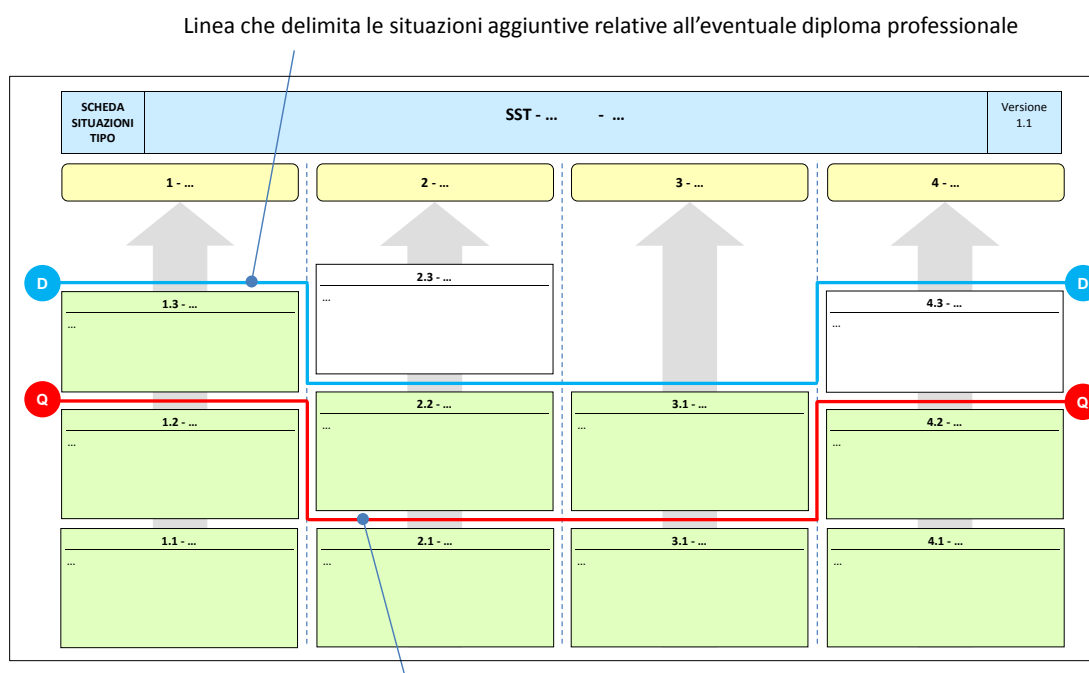 Linea che delimita le situazioni aggiuntive relative all’eventuale diploma professionale
SCHEDA
SITUAZIONI
TIPO
SST - ... - ...
Versione
1.1
1 - ...
2 - ...
3 - ...
4 - ...
D
D
2.3 - ...
...
1.3 - ...
...
4.3 - ...
...
Q
Q
2.2 - ...
...
3.1 - ...
...
1.2 - ...
...
4.2 - ...
...
1.1 - ...
...
2.1 - ...
...
3.1 - ...
...
4.1 - ...
...